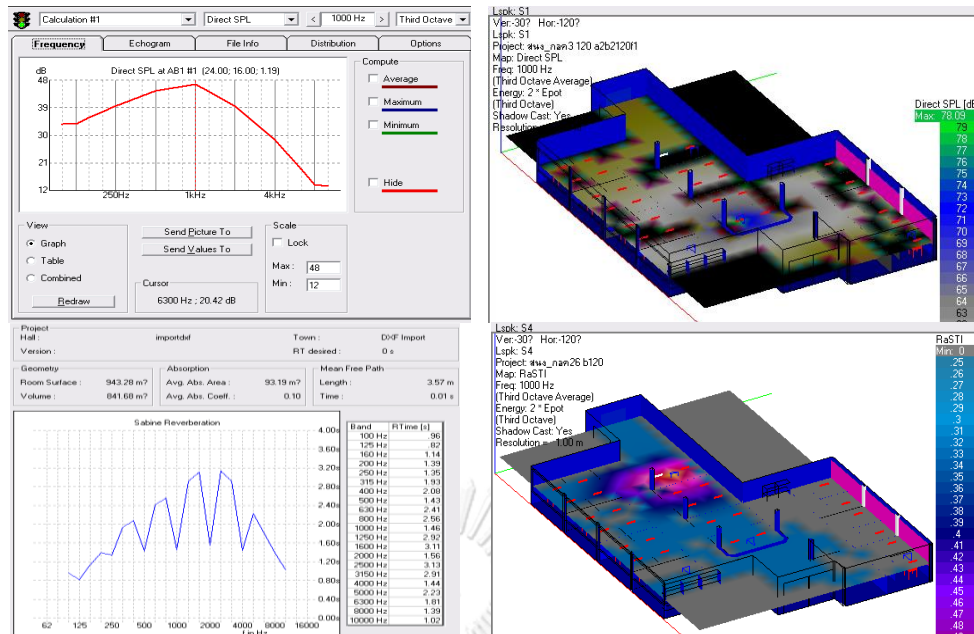 Calculation #1
Direct SPL
<
1000 Hz
>
Third Octave
Frequency
Echogram
File Info
Distribution
Options
dB
Direct SPL at AB1 #1 (24.00; 16.00; 1.19)
48
39
30
21
12
250Hz
1kHz
4kHz
Compute
Average
Maximum
Minimum
Hide
View
Graph
Table
Combined
Redraw
Send Picture To
Send Values To
Cursor
6300 Hz ; 20.42 dB
Scale
Lock
Max : 48
Min : 12
Lspk: S1
Ver:-30? Hor:-120?
Lspk: S1
Map: Direct SPL
Freq: 1000 Hz
(Third Octave Average)
Energy: 2 * Epot
(Third Octave)
Shadow Cast: Yes
Direct SPL [dB
Max: 78.09
79
78
77
76
75
74
73
72
71
70
69
68
67
66
65
64
63
Project
Hall : importdxf
Town : DXF Import
Version :
RT desired : 0 s
Geometry
Room Surface : 943.28 m?
Volume : 841.68 m?
Absorption
Avg. Abs. Area : 93.19 m?
Avg. Abs. Coeff. : 0.10
Mean Free Path
Length : 3.57 m
Time : 0.01 s
Sabine Reverberation
4.00s
3.60s
3.20s
2.80s
2.40s
2.00s
1.60s
1.20s
0.80s
0.40s
0.00s
62 125 250 500 1000 2000 4000 8000 16000
f in Hz
Band RTime [s]
100 Hz .96
125 Hz .82
160 Hz 1.14
200 Hz 1.39
250 Hz 1.35
315 Hz 1.93
400 Hz 2.08
500 Hz 1.43
630 Hz 2.41
800 Hz 2.56
1000 Hz 1.46
1250 Hz 2.92
1600 Hz 3.11
2000 Hz 1.56
2500 Hz 3.13
3150 Hz 2.91
4000 Hz 1.44
5000 Hz 2.23
6300 Hz 1.81
8000 Hz 1.39
10000 Hz 1.02
Lspk: S4
Ver:-30? Hor:-120?
Lspk: S4
Map: RaSTI
Freq: 1000 Hz
(Third Octave)
Energy: 2 * Epot
(Third Octave)
Shadow Cast: Yes
Resolution = 1.00 m
RaSTI
Min: 0
.25
.26
.27
.28
.29
.3
.31
.32
.33
.34
.35
.36
.37
.38
.39
.4
.41
.42
.43
.44
.45
.46
.47
.48